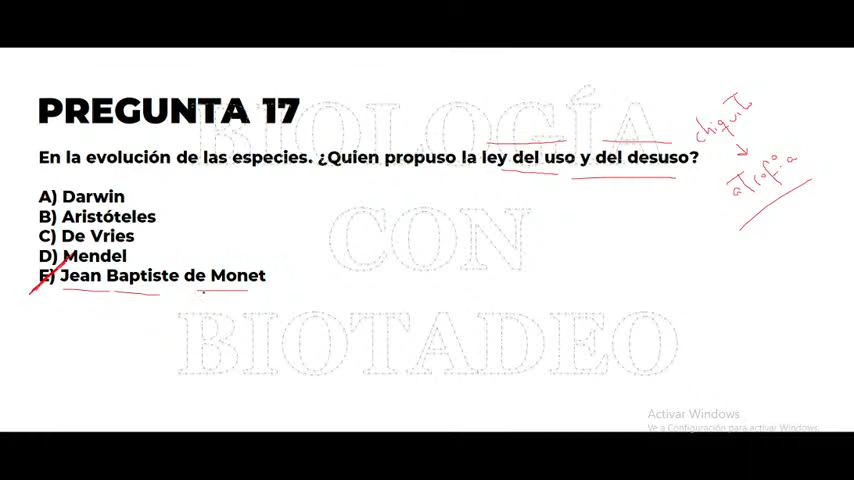 PREGUNTA 17
En la evolución de las especies. ¿Quien propuso la ley del uso y del desuso?
A) Darwin
B) Aristóteles
C) De Vries
D) Mendel
E) Jean Baptiste de Monet
chiquito
atrofia
BIOLOGÍA
CON
BIOTADEO
Activar Windows
Ve a Configuración para activar Windows.